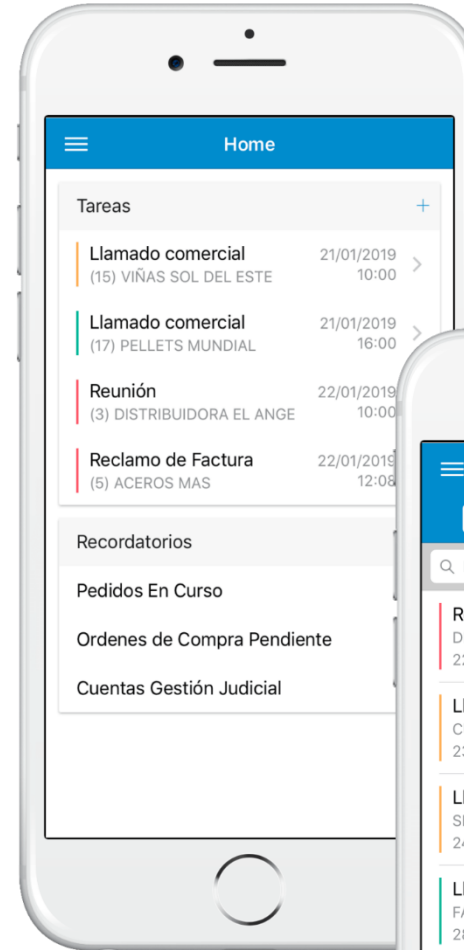 Home
Tareas +
Llamado comercial 21/01/2019
(15) VIÑAS SOL DEL ESTE 10:00
Llamado comercial 21/01/2019
(17) PELLETS MUNDIAL 16:00
Reunión 22/01/2019
(3) DISTRIBUIDORA EL ANGE 10:00
Reclamo de Factura 22/01/2019
(5) ACEROS MAS 12:08
Recordatorios
Pedidos En Curso
Ordenes de Compra Pendiente
Cuentas Gestión Judicial